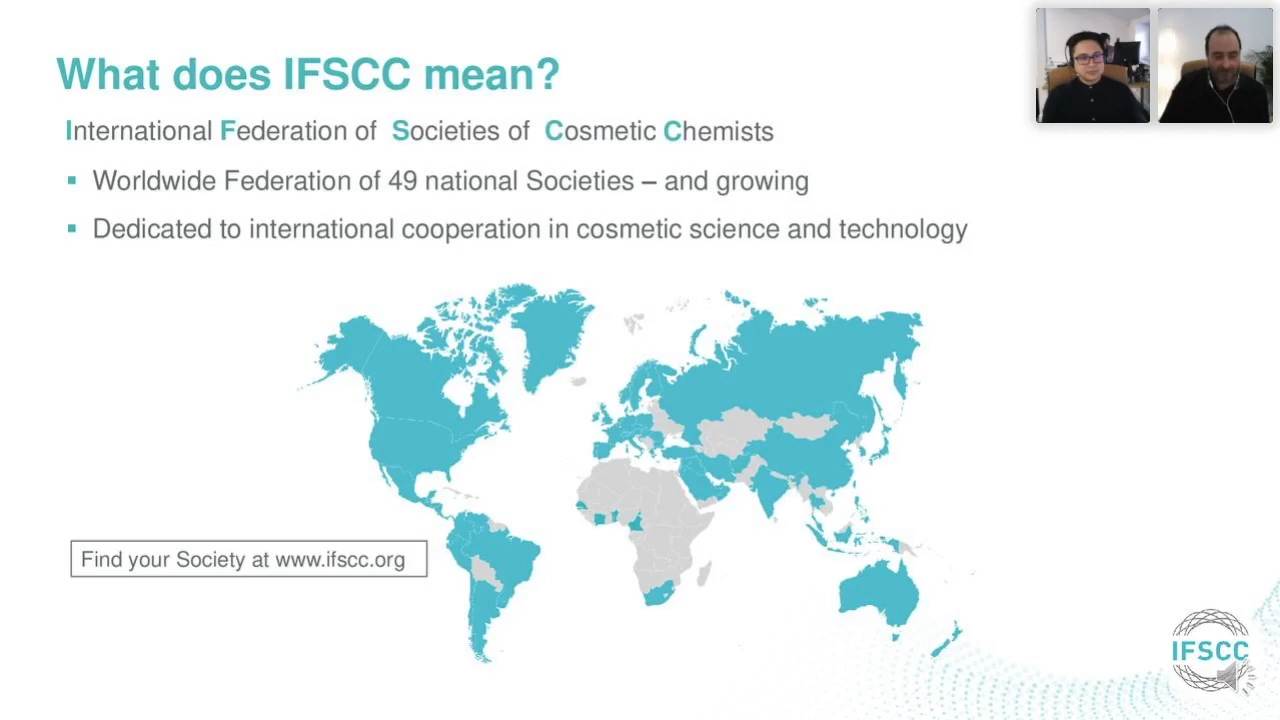 What does IFSCC mean?
International Federation of Societies of Cosmetic Chemists
▪ Worldwide Federation of 49 national Societies – and growing
▪ Dedicated to international cooperation in cosmetic science and technology
Find your Society at www.ifscc.org
IFSCC